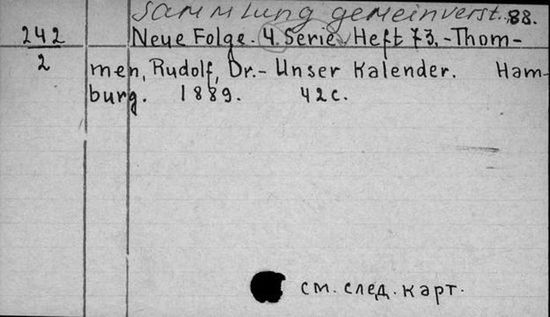 Sammlung gemeinverst. 88.
242 Neue Folge. 4. Serie. Heft 73. - Thom-
2 men, Rudolf, Dr. - Unser Kalender. Ham-
burg. 1889. 42 c.
см. след. карт.